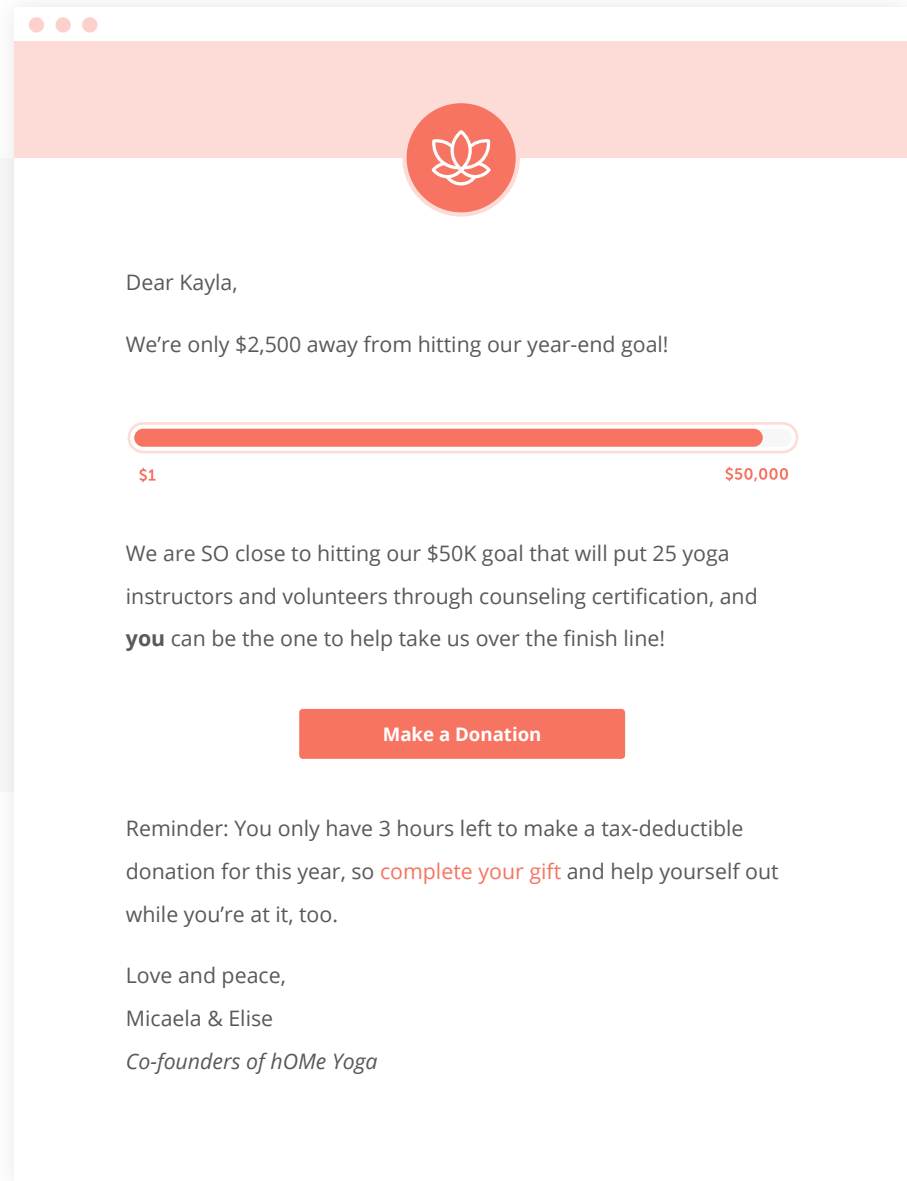 Dear Kayla,
We’re only $2,500 away from hitting our year-end goal!
$1 $50,000
We are SO close to hitting our $50K goal that will put 25 yoga
instructors and volunteers through counseling certification, and
you can be the one to help take us over the finish line!
Make a Donation
Reminder: You only have 3 hours left to make a tax-deductible
donation for this year, so complete your gift and help yourself out
while you’re at it, too.
Love and peace,
Micaela & Elise
Co-founders of hOMe Yoga